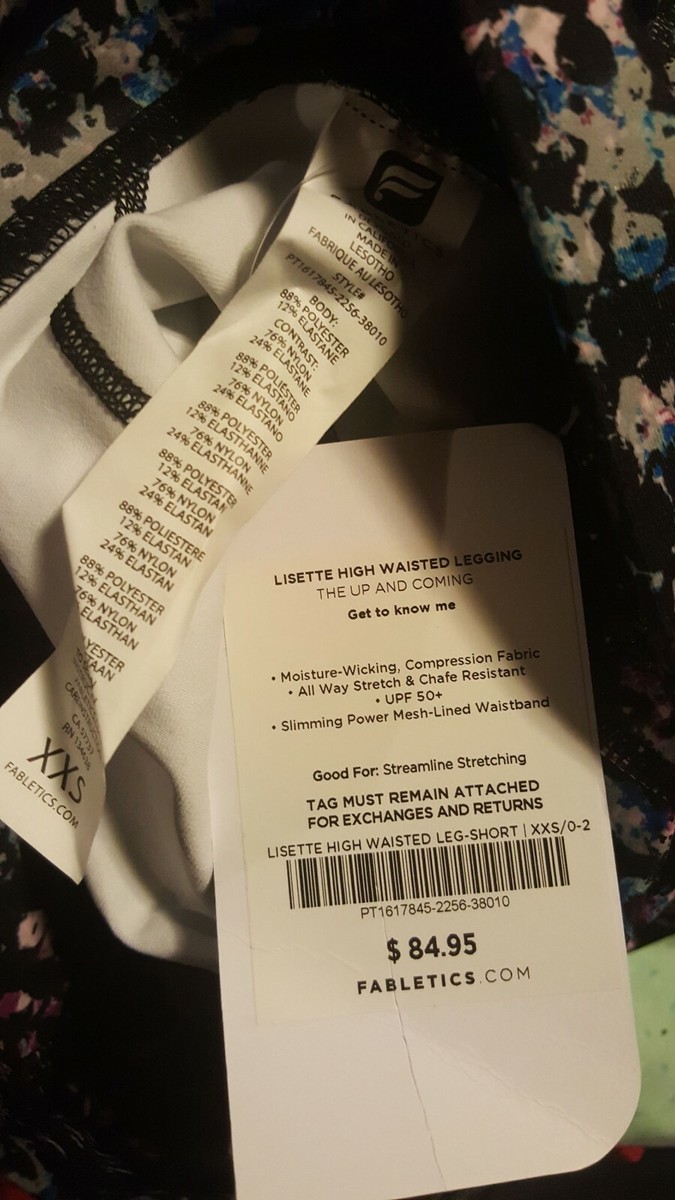 IN CALIF
MADE IN
LESOTHO
FABRIQUE AU LESOTHO
STYLE#
PT1617845-2256-38010
BODY:
88% POLYESTER
12% ELASTANE
CONTRAST:
76% NYLON
24% ELASTANE
88% POLIESTER
12% ELASTANO
76% NYLON
24% ELASTANO
88% POLYESTER
12% ELASTHANNE
76% NYLON
24% ELASTHANNE
88% POLYESTER
12% ELASTAN
76% NYLON
24% ELASTAN
88% POLIESTERE
12% ELASTAN
76% NYLON
24% ELASTAN
88% POLYESTER
12% ELASTHAN
76% NYLON
ELASTHAN
YESTER
TAAN
XXS
FABLETICS.COM
LISETTE HIGH WAISTED LEGGING
THE UP AND COMING
Get to know me
• Moisture-Wicking, Compression Fabric
• All Way Stretch & Chafe Resistant
• UPF 50+
• Slimming Power Mesh-Lined Waistband
Good For: Streamline Stretching
TAG MUST REMAIN ATTACHED
FOR EXCHANGES AND RETURNS
LISETTE HIGH WAISTED LEG-SHORT | XXS/0-2
PT1617845-2256-38010
$ 84.95
FABLETICS.COM